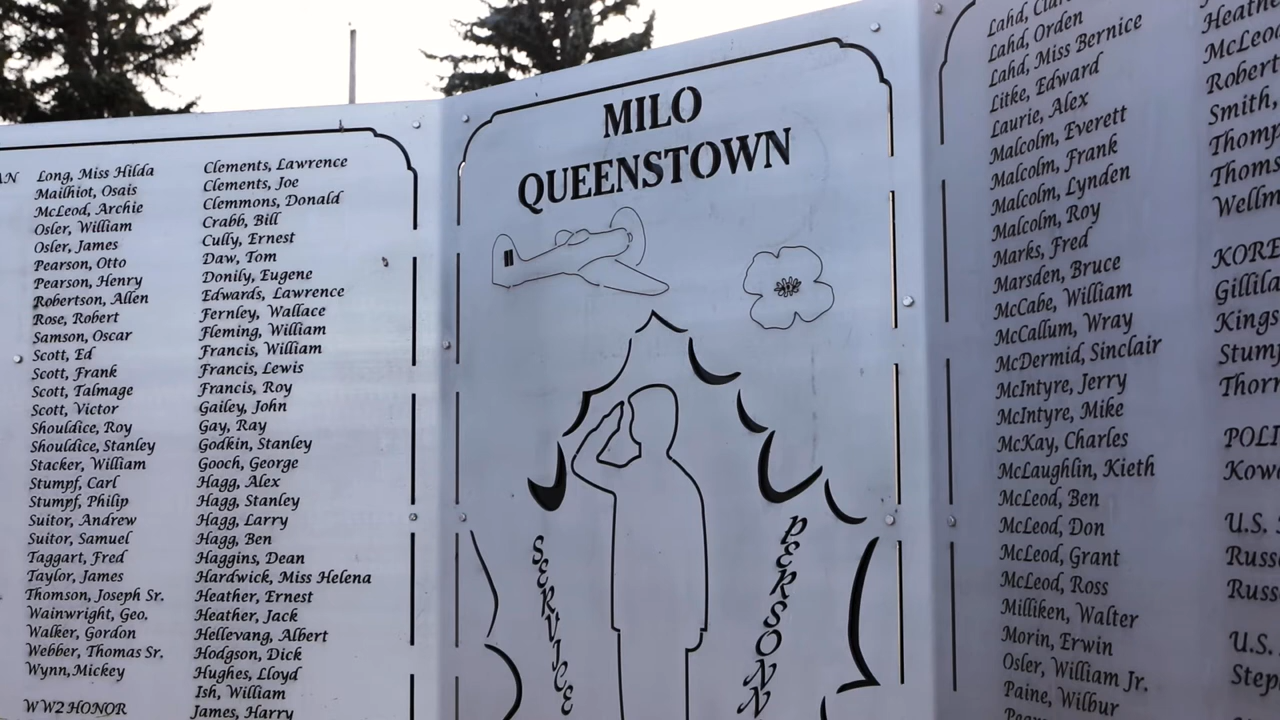 Long, Miss Hilda
Mailhiot, Osais
McLeod, Archie
Osler, William
Osler, James
Pearson, Otto
Pearson, Henry
Robertson, Allen
Rose, Robert
Samson, Oscar
Scott, Ed
Scott, Frank
Scott, Talmage
Scott, Victor
Shouldice, Roy
Shouldice, Stanley
Stacker, William
Stumpf, Carl
Stumpf, Philip
Suitor, Andrew
Suitor, Samuel
Taggart, Fred
Taylor, James
Thomson, Joseph Sr.
Wainwright, Geo.
Walker, Gordon
Webber, Thomas Sr.
Wynn,Mickey
WW2 HONOR
Clements, Lawrence
Clements, Joe
Clemmons, Donald
Crabb, Bill
Cully, Ernest
Daw, Tom
Donily, Eugene
Edwards, Lawrence
Fernley, Wallace
Fleming, William
Francis, William
Francis, Lewis
Francis, Roy
Gailey, John
Gay, Ray
Godkin, Stanley
Gooch, George
Hagg, Alex
Hagg, Stanley
Hagg, Larry
Hagg, Ben
Haggins, Dean
Hardwick, Miss Helena
Heather, Ernest
Heather, Jack
Hellevang, Albert
Hodgson, Dick
Hughes, Lloyd
Ish, William
James, Harry
MILO
QUEENSTOWN
SERVICE
PERSONN
Lahd, Clar
Lahd, Orden
Lahd, Miss Bernice
Litke, Edward
Laurie, Alex
Malcolm, Everett
Malcolm, Frank
Malcolm, Lynden
Malcolm, Roy
Marks, Fred
Marsden, Bruce
McCabe, William
McCallum, Wray
McDermid, Sinclair
McIntyre, Jerry
McIntyre, Mike
McKay, Charles
McLaughlin, Kieth
McLeod, Ben
McLeod, Don
McLeod, Grant
McLeod, Ross
Milliken, Walter
Morin, Erwin
Osler, William Jr.
Paine, Wilbur
Heathe
McLeod
Robert
Smith,
Thomp
Thoms
Wellm
KORE
Gillila
Kings
Stump
Thorn
POLI
Kowa
U.S.
Russe
Russe
U.S.
Step